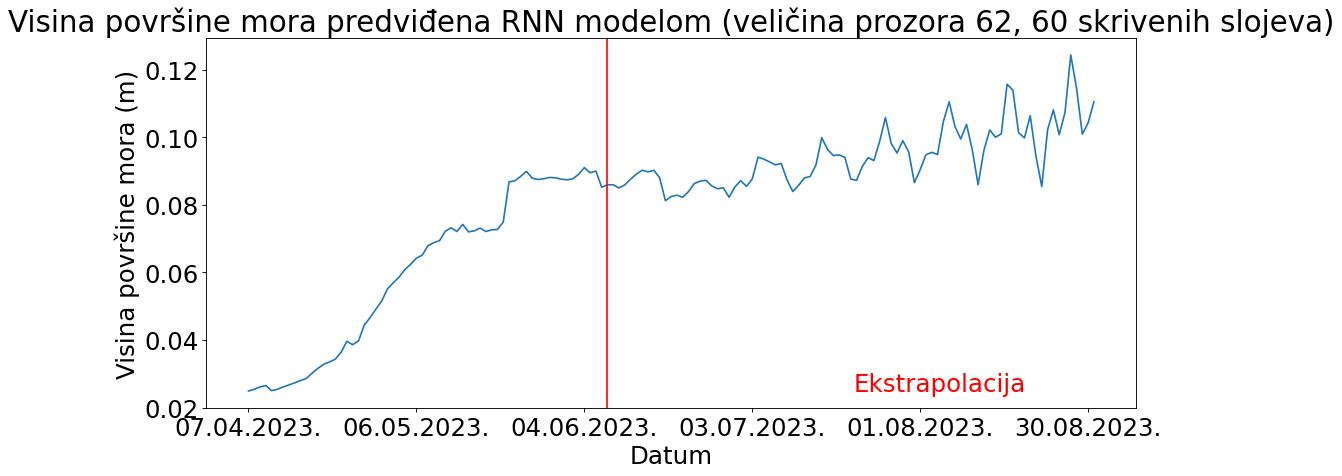 Visina površine mora predviđena RNN modelom (veličina prozora 62, 60 skrivenih slojeva)
Visina površine mora (m)
0.12
0.10
0.08
0.06
0.04
0.02
Ekstrapolacija
07.04.2023. 06.05.2023. 04.06.2023. 03.07.2023. 01.08.2023. 30.08.2023.
Datum